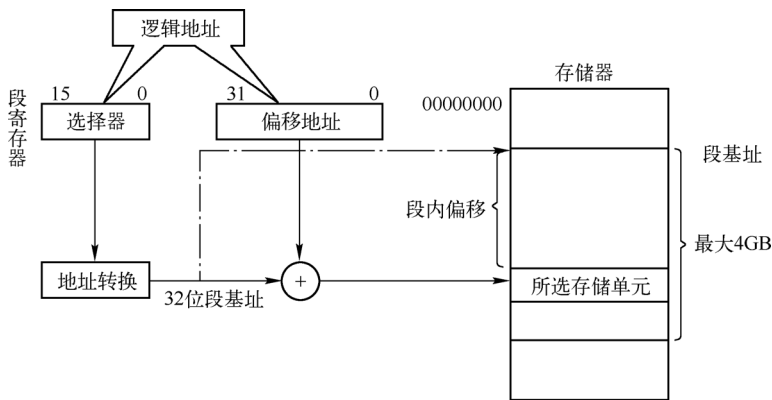 逻辑地址
存储器
15 0
31 0
00000000
段寄存器
选择器
偏移地址
段基址
段内偏移
最大4GB
地址转换
+
所选存储单元
32位段基址